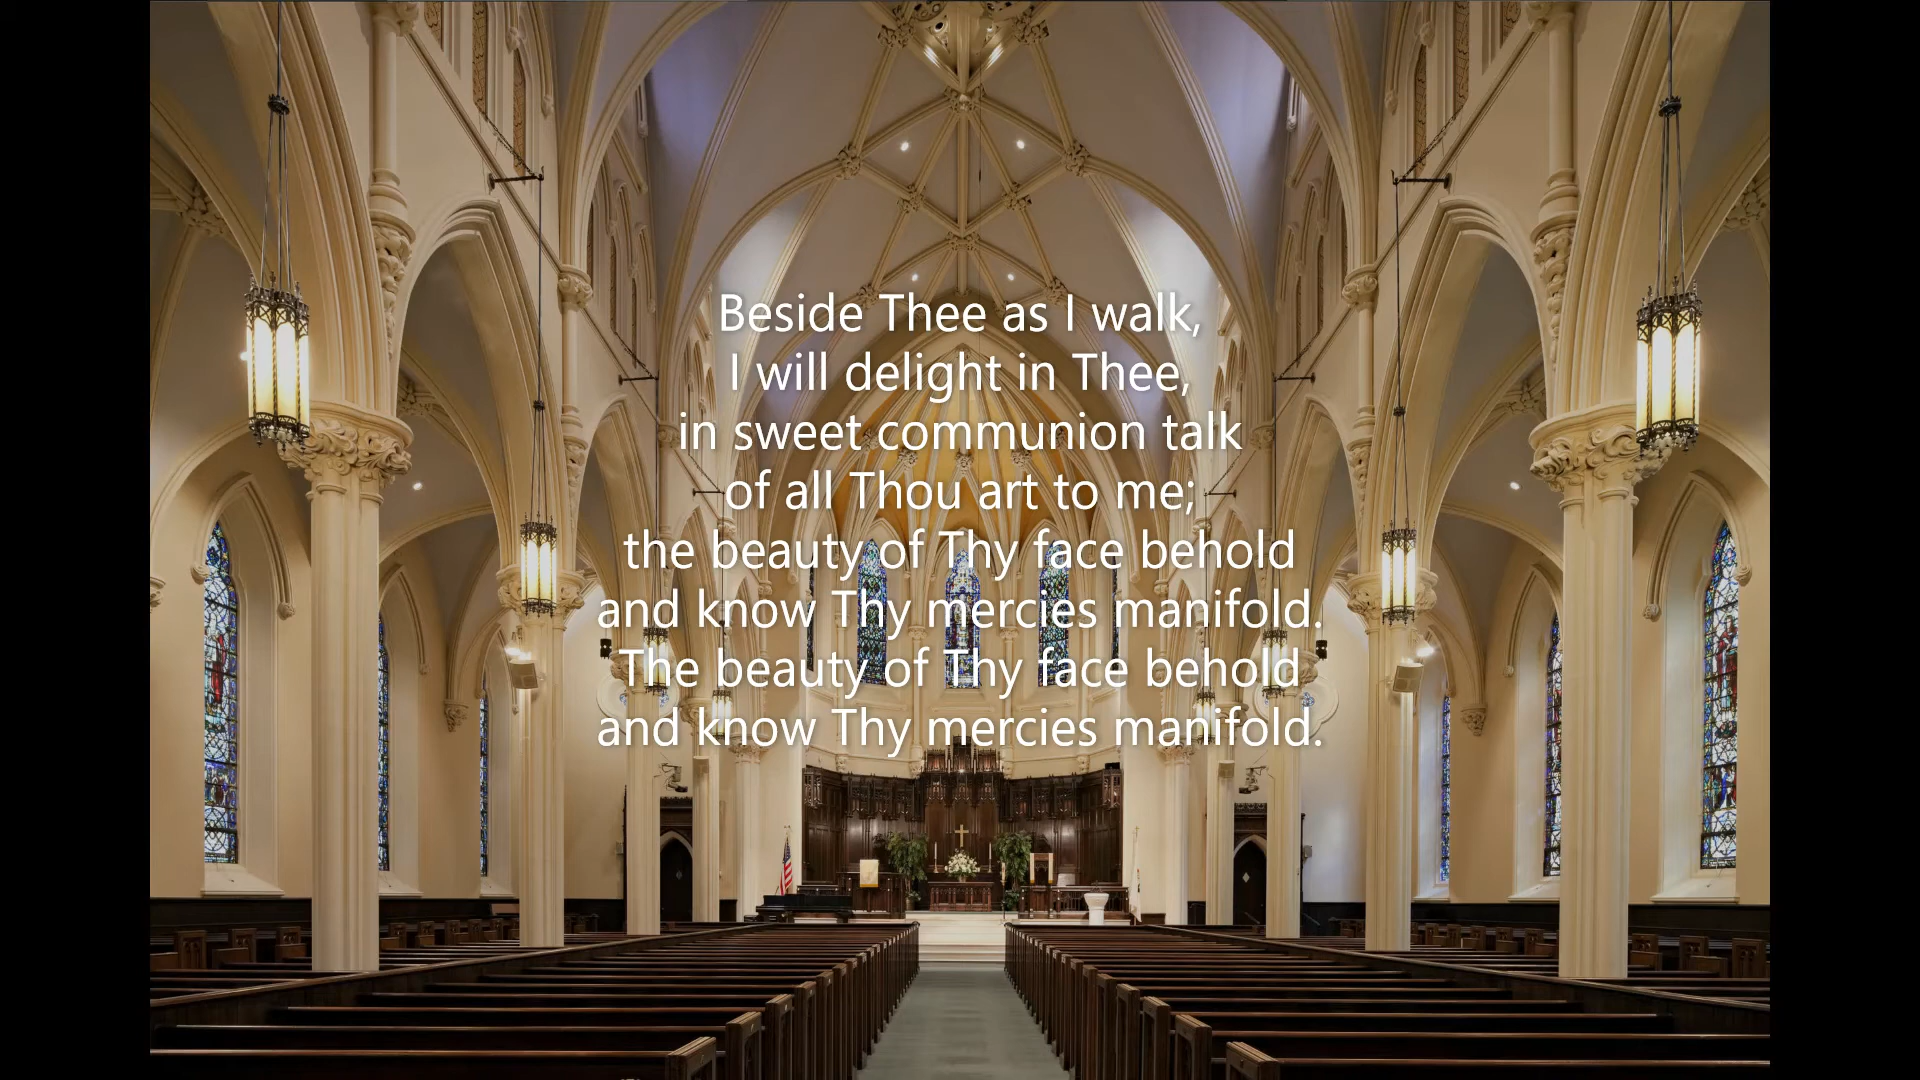 Beside Thee as I walk,
I will delight in Thee,
in sweet communion talk
of all Thou art to me;
the beauty of Thy face behold
and know Thy mercies manifold.
The beauty of Thy face behold
and know Thy mercies manifold.